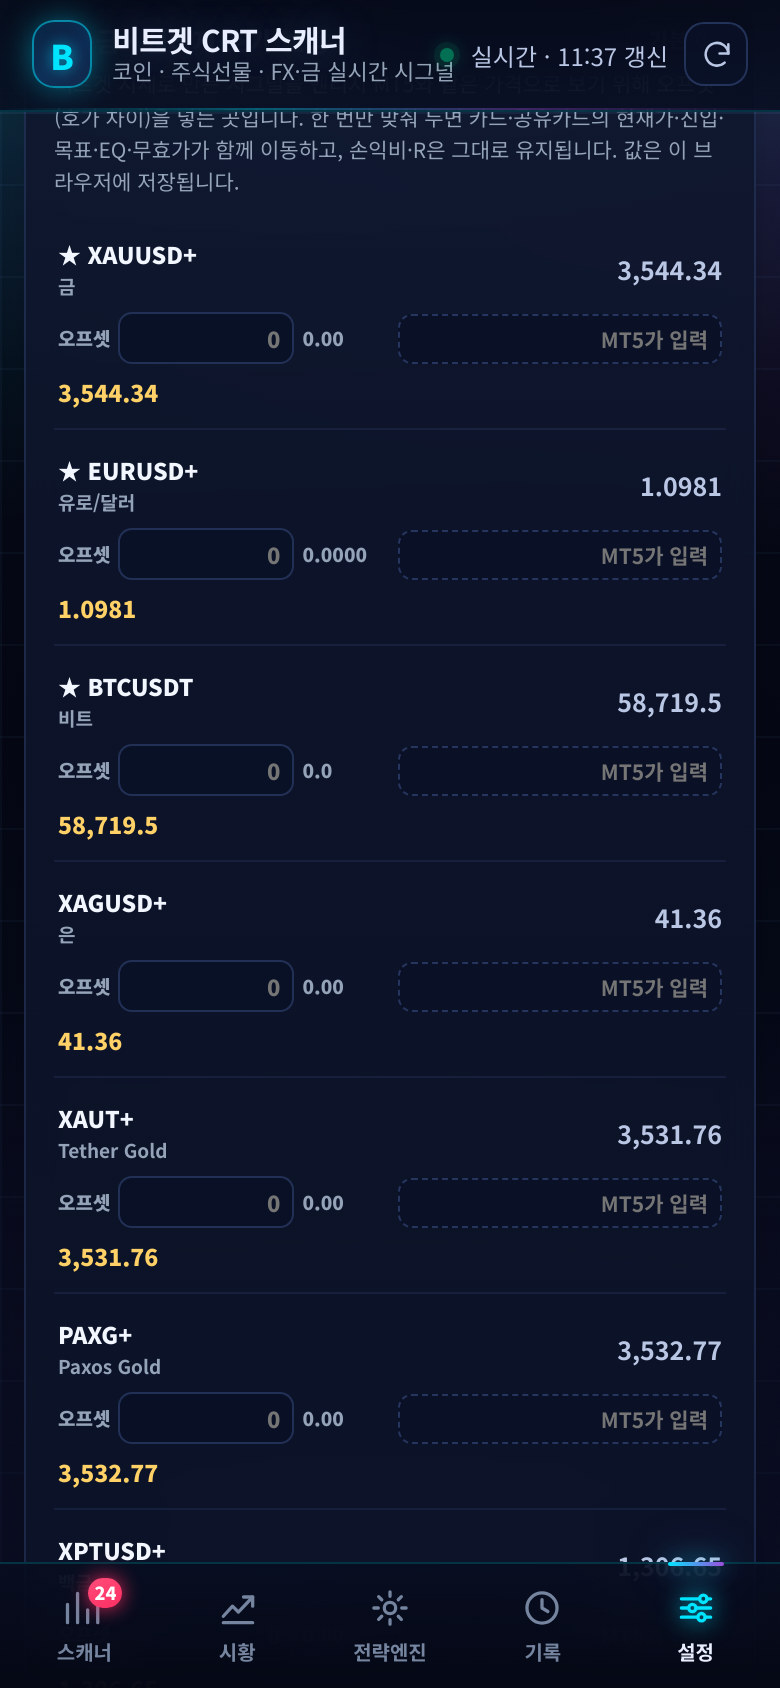 B
비트겟 CRT 스캐너
코인 · 주식선물 · FX·금 실시간 시그널
실시간 · 11:37 갱신
(호가 차이)을 넣는 곳입니다. 한 번만 맞춰 두면 카드·공유카드의 현재가·진입·
목표·EQ·무효가가 함께 이동하고, 손익비·R은 그대로 유지됩니다. 값은 이 브
라우저에 저장됩니다.
★ XAUUSD+
3,544.34
금
오프셋 0 0.00 MT5가 입력
3,544.34
★ EURUSD+
1.0981
유로/달러
오프셋 0 0.0000 MT5가 입력
1.0981
★ BTCUSDT
58,719.5
비트
오프셋 0 0.0 MT5가 입력
58,719.5
XAGUSD+
41.36
은
오프셋 0 0.00 MT5가 입력
41.36
XAUT+
3,531.76
Tether Gold
오프셋 0 0.00 MT5가 입력
3,531.76
PAXG+
3,532.77
Paxos Gold
오프셋 0 0.00 MT5가 입력
3,532.77
XPTUSD+
1,306.65
24
스캐너 시황 전략엔진 기록 설정